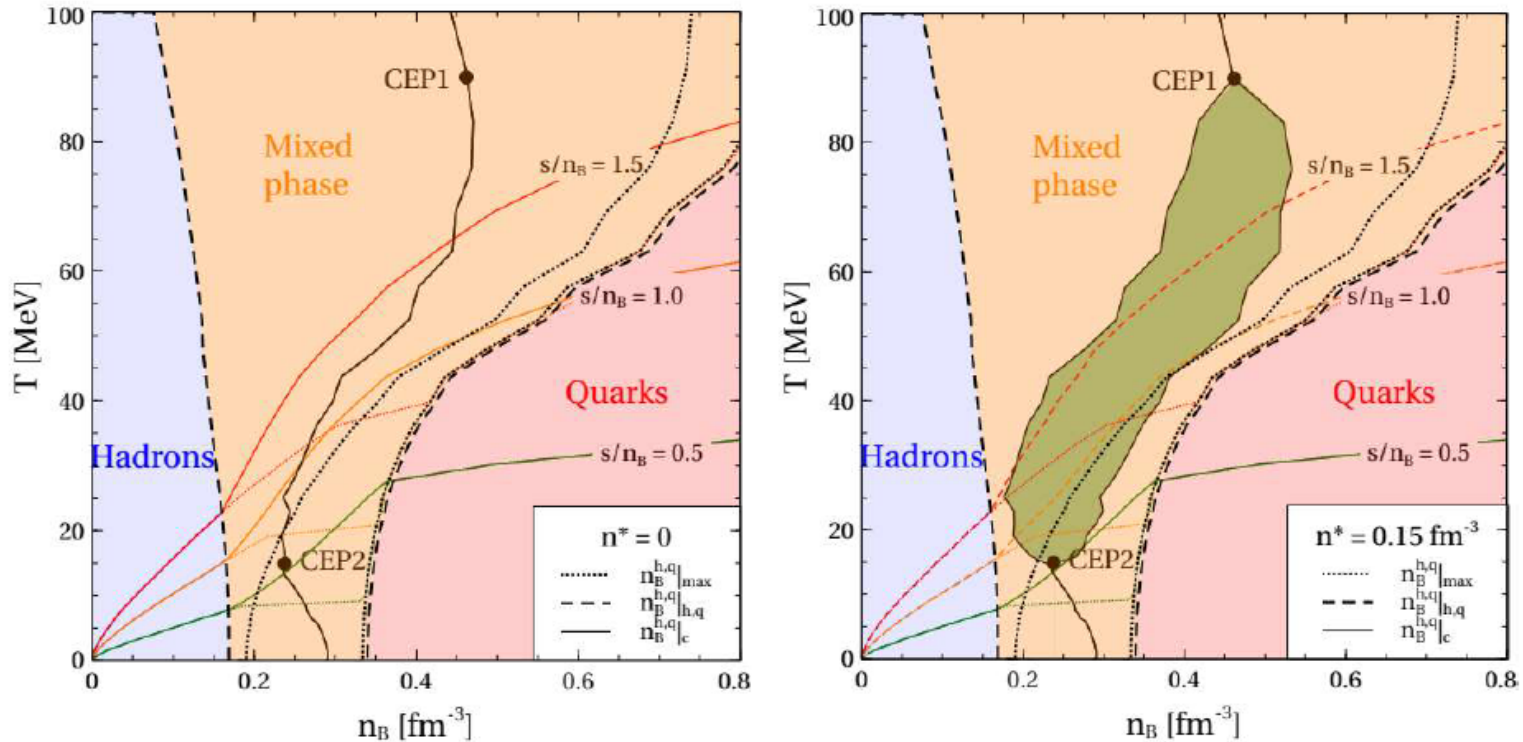 100
80
60
40
20
0
T [MeV]
0
0.2
0.4
0.6
0.8
n_B [fm⁻³]
CEP1
Mixed
phase
s/n_B = 1.5
s/n_B = 1.0
Quarks
Hadrons
s/n_B = 0.5
CEP2
n* = 0
n_B^{h,q}|_max
n_B^{h,q}|_{h,q}
n_B^{h,q}|_c
100
80
60
40
20
0
T [MeV]
0
0.2
0.4
0.6
0.8
n_B [fm⁻³]
CEP1
Mixed
phase
s/n_B = 1.5
s/n_B = 1.0
Quarks
Hadrons
s/n_B = 0.5
CEP2
n* = 0.15 fm⁻³
n_B^{h,q}|_max
n_B^{h,q}|_{h,q}
n_B^{h,q}|_c